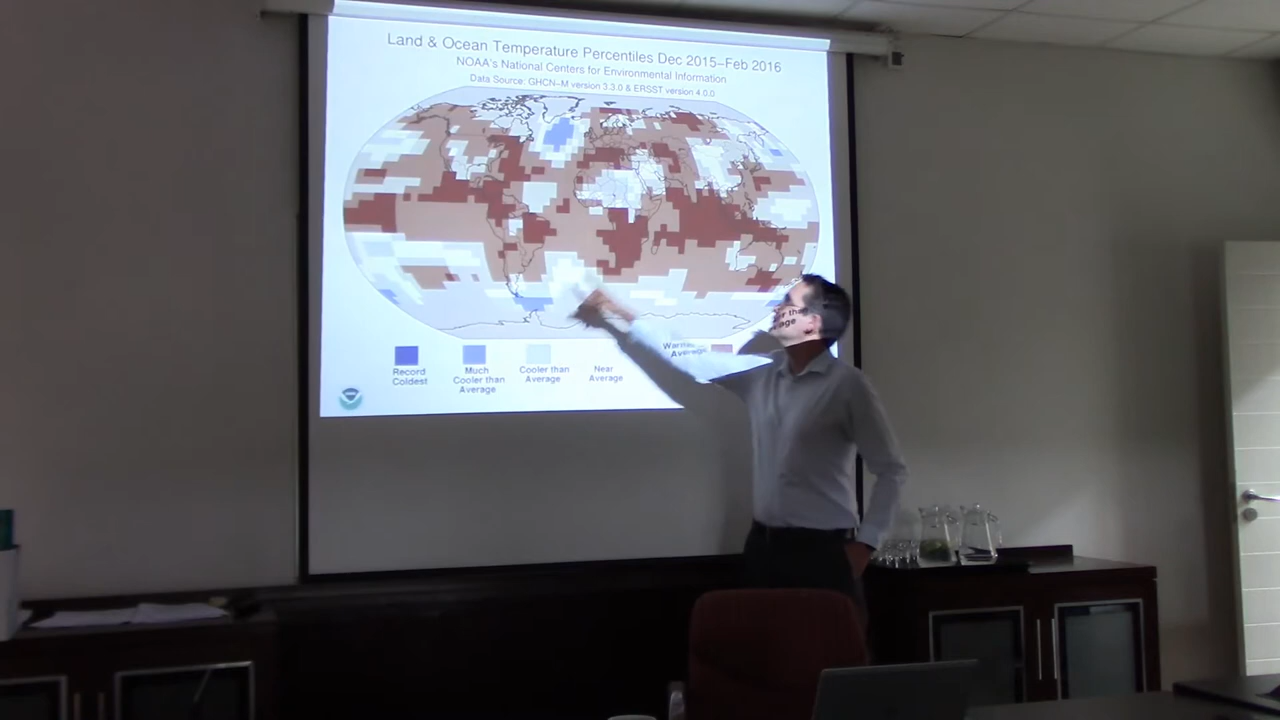 Land & Ocean Temperature Percentiles Dec 2015–Feb 2016
NOAA's National Centers for Environmental Information
Data Source: GHCN–M version 3.3.0 & ERSST version 4.0.0
Record
Coldest
Much
Cooler than
Average
Cooler than
Average
Near
Average
Average